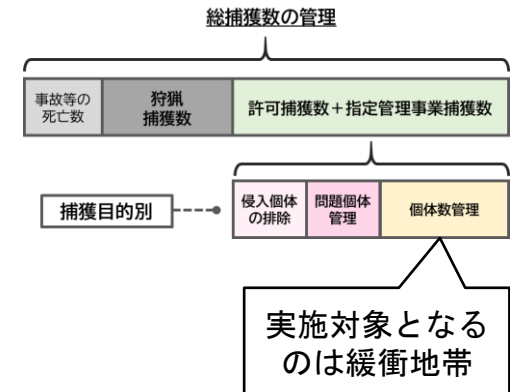 総捕獲数の管理
事故等の
死亡数
狩猟
捕獲数
許可捕獲数＋指定管理事業捕獲数
捕獲目的別
侵入個体
の排除
問題個体
管理
個体数管理
実施対象となる
のは緩衝地帯